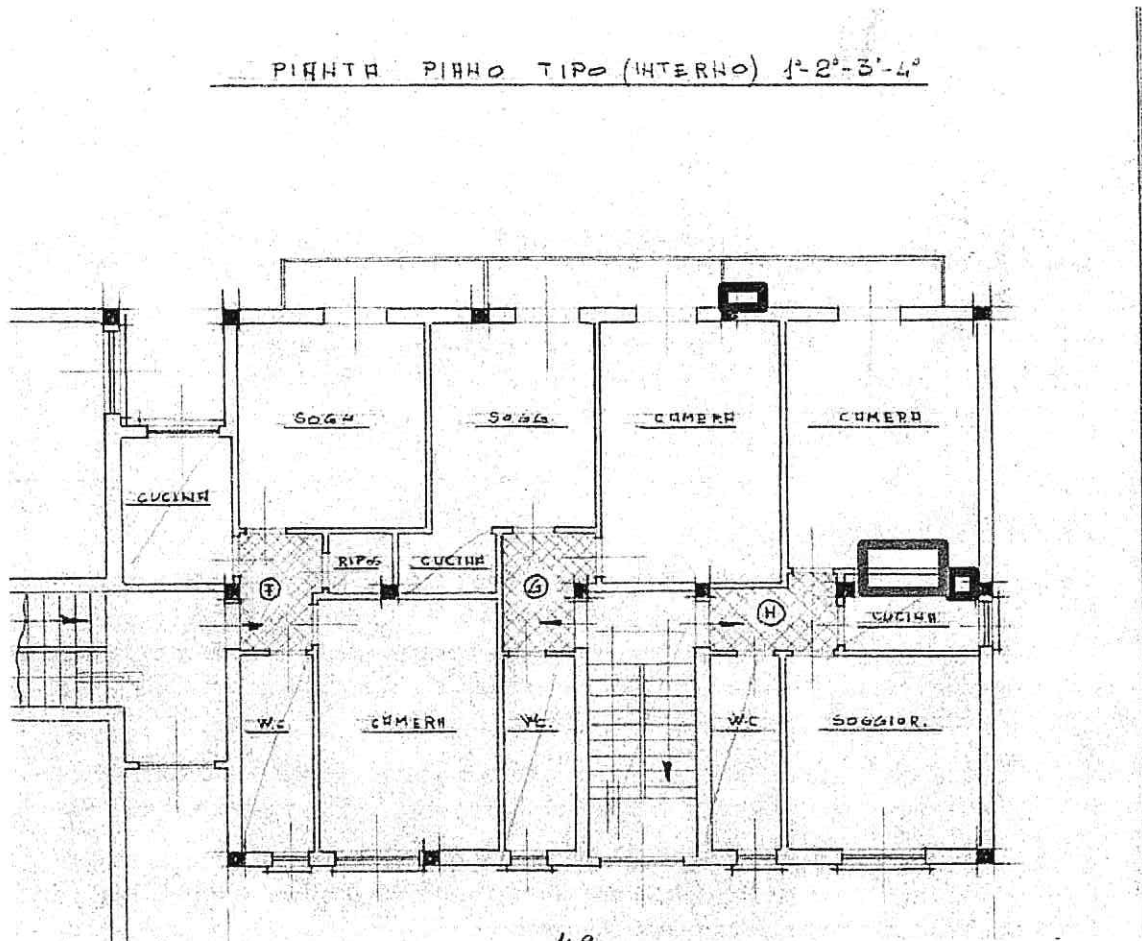 PIANTA PIANO TIPO (INTERNO) 1°-2°-3°-4°
SOGG
SOGG.
CAMERA
CAMERA
CUCINA
RIPOS
CUCINA
F
G
H
CUCINA
W.C.
CAMERA
W.C.
W.C
SOGGIOR.